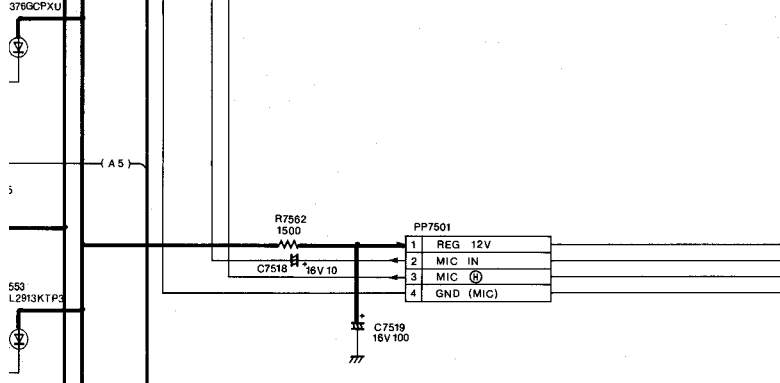 376GCPXU
A5
5
R7562
1500
PP7501
1 REG 12V
2 MIC IN
3 MIC H
4 GND (MIC)
C7518 + 16V 10
553
L2913KTP3
+
C7519
16V 100